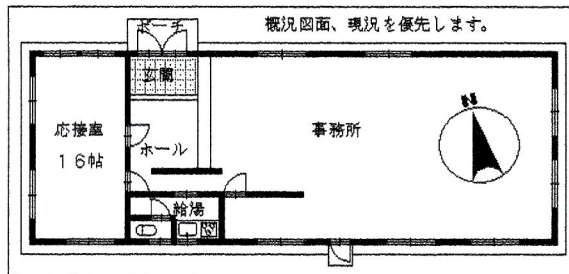 ポーチ
概況図面、現況を優先します。
玄関
応接室
16帖
ホール
事務所
給湯